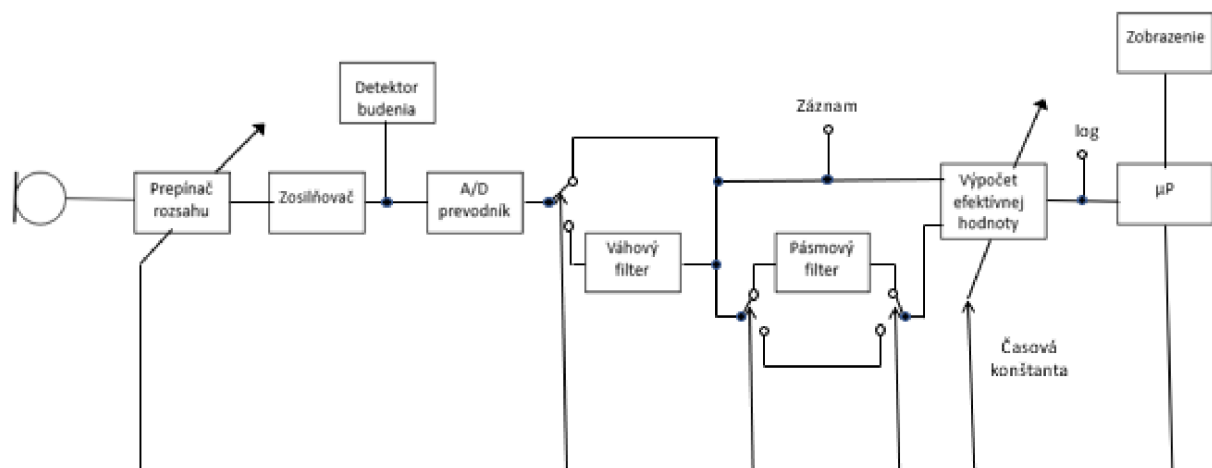 Zobrazenie
Detektor
budenia
Záznam
log
Prepínač
rozsahu
Zosilňovač
A/D
prevodník
Výpočet
efektívnej
hodnoty
µP
Váhový
filter
Pásmový
filter
Časová
konštanta